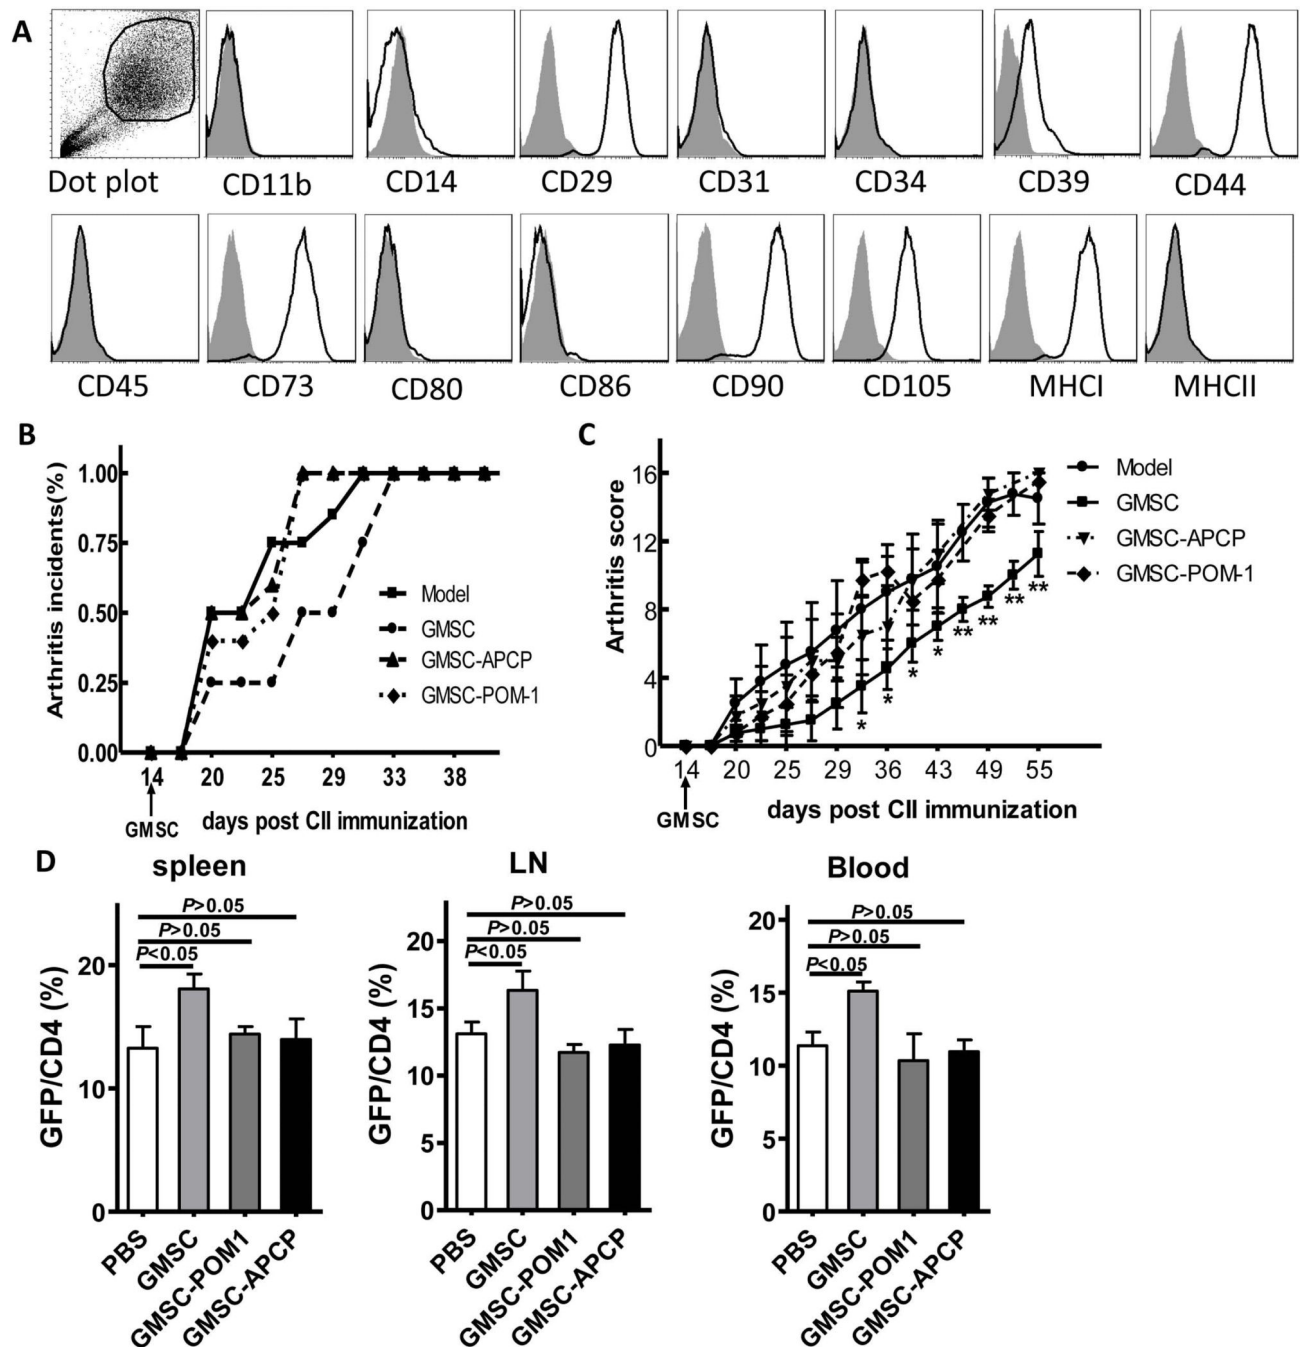 A
Dot plot
CD11b
CD14
CD29
CD31
CD34
CD39
CD44
CD45
CD73
CD80
CD86
CD90
CD105
MHCI
MHCII
B
Arthritis incidents(%)
1.00
0.75
0.50
0.25
0.00
14
20
25
29
33
38
GMSC
days post CII immunization
Model
GMSC
GMSC-APCP
GMSC-POM-1
C
Arthritis score
16
12
8
4
0
14
20
25
29
36
43
49
55
GMSC
days post CII immunization
Model
GMSC
GMSC-APCP
GMSC-POM-1
*
*
*
*
**
**
**
**
D
spleen
GFP/CD4 (%)
20
10
0
P>0.05
P>0.05
P<0.05
PBS
GMSC
GMSC-POM1
GMSC-APCP
LN
GFP/CD4 (%)
20
15
10
5
0
P>0.05
P>0.05
P<0.05
PBS
GMSC
GMSC-POM1
GMSC-APCP
Blood
GFP/CD4 (%)
20
15
10
5
0
P>0.05
P>0.05
P<0.05
PBS
GMSC
GMSC-POM1
GMSC-APCP